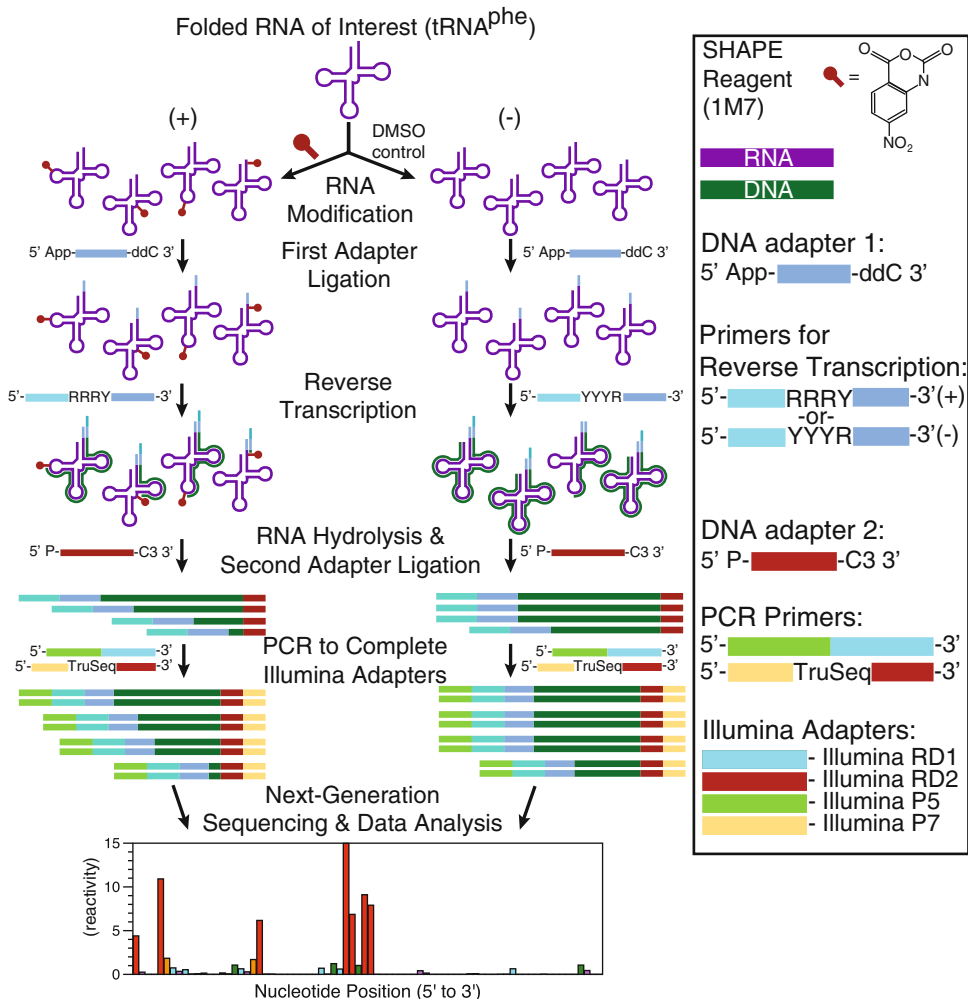 Folded RNA of Interest (tRNAphe)
(+)
(-)
DMSO
control
RNA
Modification
5' App-
-ddC 3'
First Adapter
Ligation
5' App-
-ddC 3'
5'-
RRRY
-3'
Reverse
Transcription
5'-
YYYR
-3'
5' P-
-C3 3'
RNA Hydrolysis &
Second Adapter Ligation
5' P-
-C3 3'
5'-
-3'
5'-
TruSeq
-3'
PCR to Complete
Illumina Adapters
5'-
-3'
5'-
TruSeq
-3'
Next-Generation
Sequencing & Data Analysis
15
10
5
0
(reactivity)
Nucleotide Position (5' to 3')
SHAPE
Reagent
(1M7)
=
O
O
O
N
NO2
RNA
DNA
DNA adapter 1:
5' App-
-ddC 3'
Primers for
Reverse Transcription:
5'-
RRRY
-3'(+)
-or-
5'-
YYYR
-3'(-)
DNA adapter 2:
5' P-
-C3 3'
PCR Primers:
5'-
-3'
5'-
TruSeq
-3'
Illumina Adapters:
- Illumina RD1
- Illumina RD2
- Illumina P5
- Illumina P7